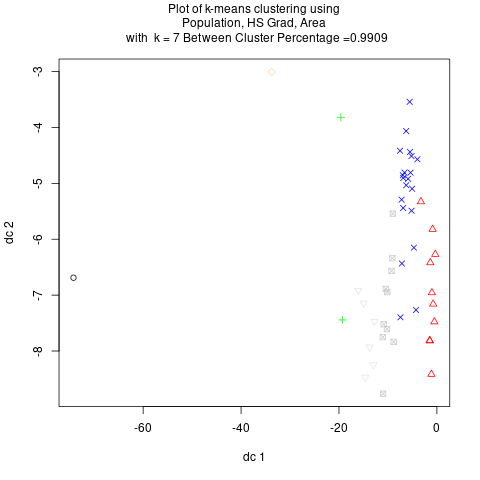 Plot of k-means clustering using
Population, HS Grad, Area
with k = 7 Between Cluster Percentage =0.9909
-3
-4
-5
-6
-7
-8
dc 2
-60
-40
-20
0
dc 1